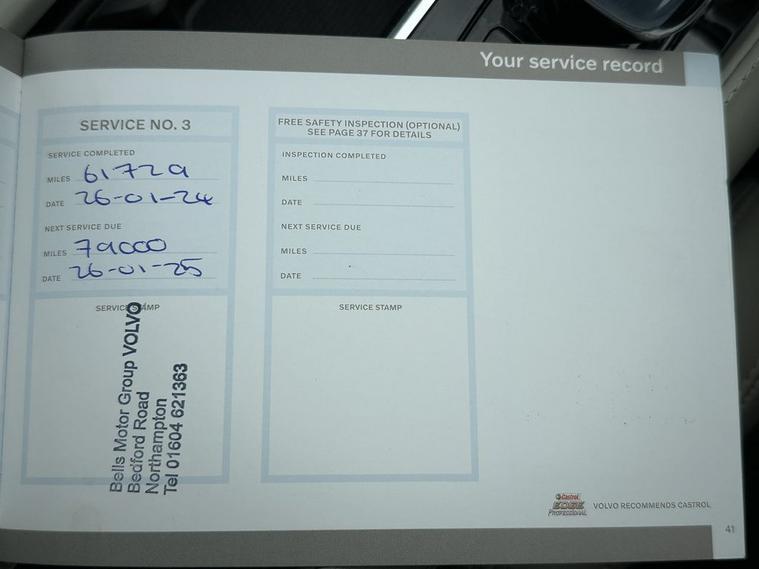 Your service record
SERVICE NO. 3
SERVICE COMPLETED
MILES 61729
DATE 26-01-24
NEXT SERVICE DUE
MILES 79000
DATE 26-01-25
SERVICE STAMP
Bells Motor Group VOLVO
Bedford Road
Northampton
Tel 01604 621363
FREE SAFETY INSPECTION (OPTIONAL)
SEE PAGE 37 FOR DETAILS
INSPECTION COMPLETED
MILES
DATE
NEXT SERVICE DUE
MILES
DATE
SERVICE STAMP
Castrol
EDGE
PROFESSIONAL
VOLVO RECOMMENDS CASTROL
41